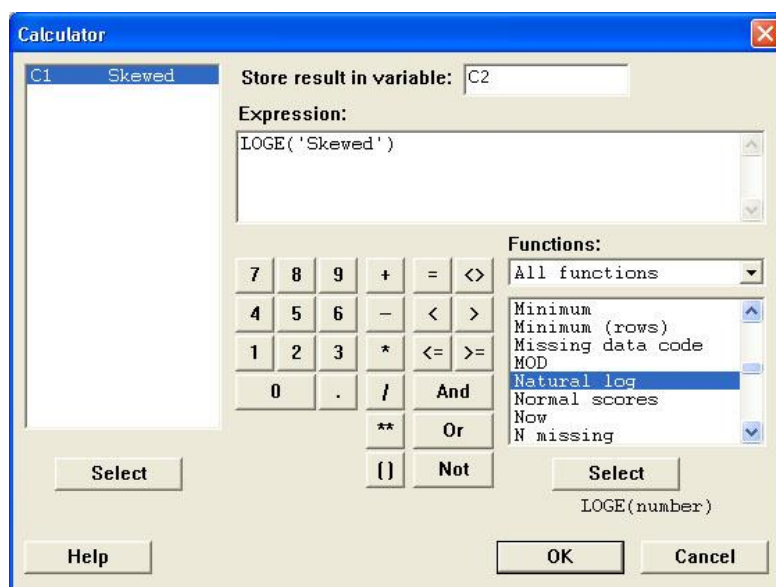 Calculator
C1 Skewed
Store result in variable: C2
Expression:
LOGE('Skewed')
Functions:
All functions
7 8 9 + = <>
4 5 6 – < >
1 2 3 * <= >=
0 . / And
** Or
() Not
Minimum
Minimum (rows)
Missing data code
MOD
Natural log
Normal scores
Now
N missing
Select
Select
LOGE(number)
Help
OK
Cancel